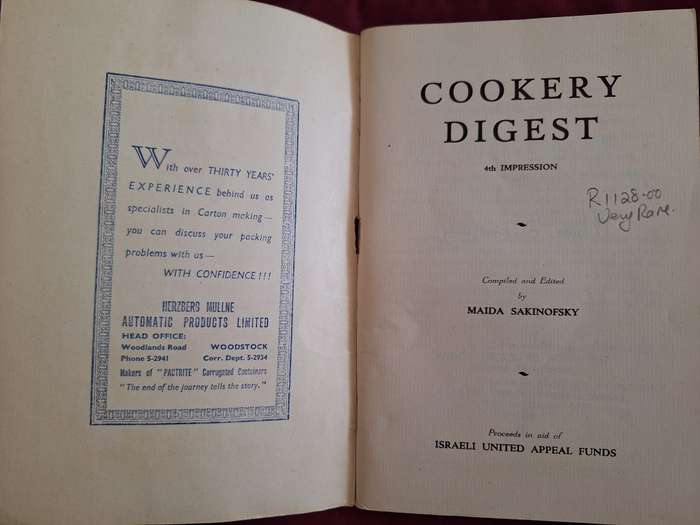 With over THIRTY YEARS'
EXPERIENCE behind us as
specialists in Carton making—
you can discuss your packing
problems with us—
WITH CONFIDENCE!!!
HERZBERG MULLNE
AUTOMATIC PRODUCTS LIMITED
HEAD OFFICE:
Woodlands Road WOODSTOCK
Phone 5-2941 Corr. Dept. 5-2934
Makers of "PACTRITE" Corrugated Containers
"The end of the journey tells the story."
COOKERY
DIGEST
4th IMPRESSION
R1128-00
Very Rare.
Compiled and Edited
by
MAIDA SAKINOFSKY
Proceeds in aid of
ISRAELI UNITED APPEAL FUNDS